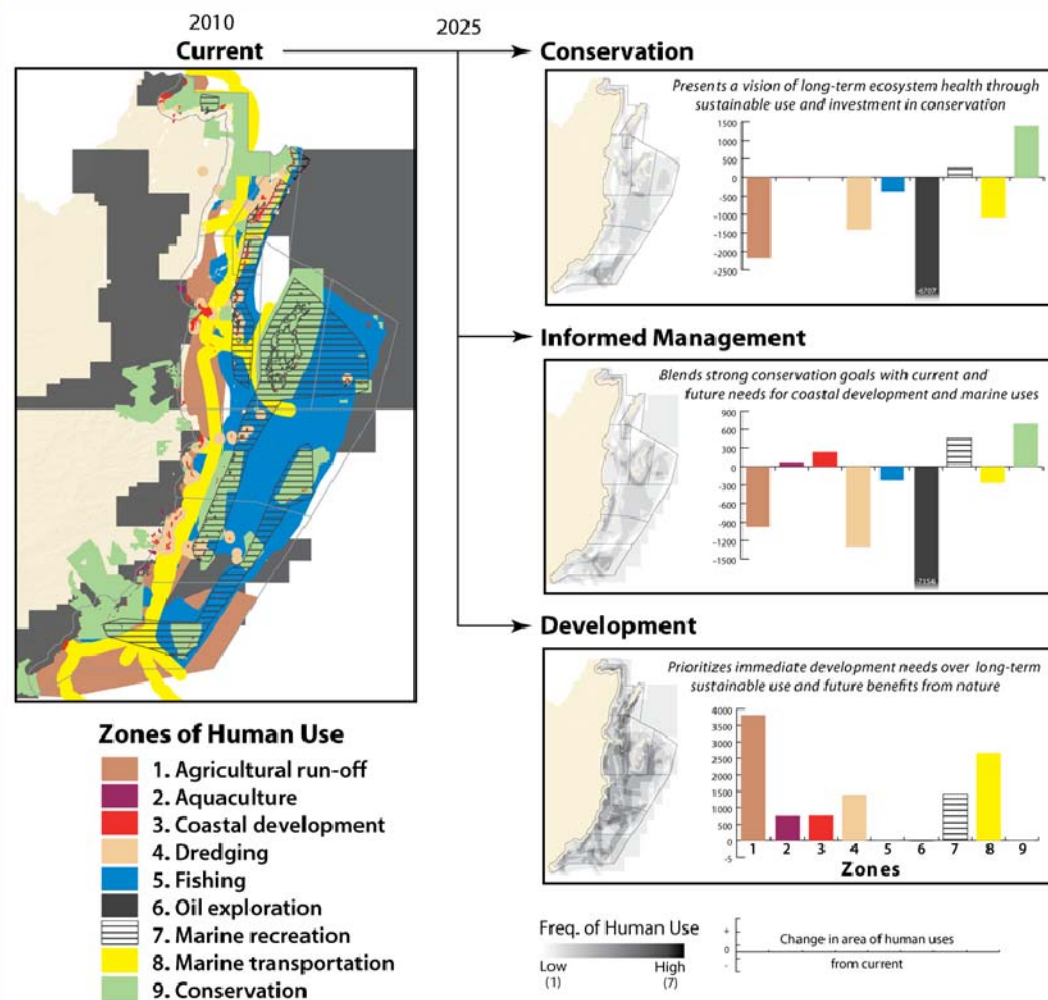 2010
2025
Current
Conservation
Presents a vision of long-term ecosystem health through
sustainable use and investment in conservation
1500
1000
500
0
-500
-1000
-1500
-2000
-2500
-6707
Informed Management
Blends strong conservation goals with current and
future needs for coastal development and marine uses
900
600
300
0
-300
-600
-900
-1200
-1500
-7154
Development
Prioritizes immediate development needs over long-term
sustainable use and future benefits from nature
4000
3500
3000
2500
2000
1500
1000
500
0
-5
1 2 3 4 5 6 7 8 9
Zones
Zones of Human Use
1. Agricultural run-off
2. Aquaculture
3. Coastal development
4. Dredging
5. Fishing
6. Oil exploration
7. Marine recreation
8. Marine transportation
9. Conservation
Freq. of Human Use
Low High
(1) (7)
+
0
-
Change in area of human uses
from current